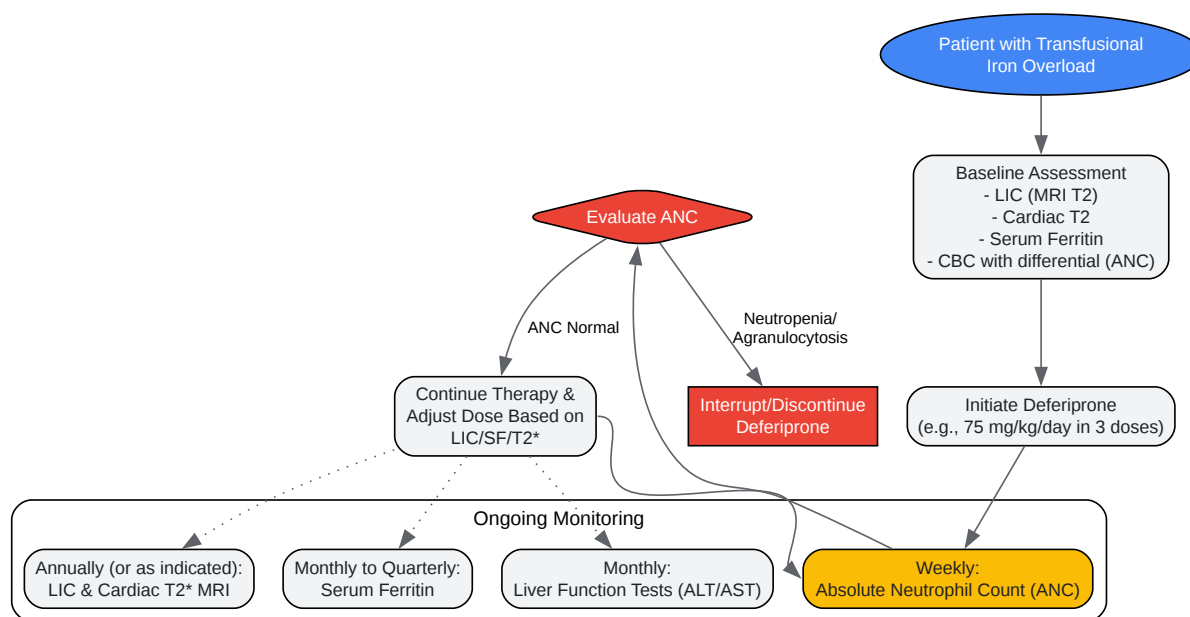 Patient with Transfusional
Iron Overload
Baseline Assessment
- LIC (MRI T2)
- Cardiac T2
- Serum Ferritin
- CBC with differential (ANC)
Evaluate ANC
ANC Normal
Neutropenia/
Agranulocytosis
Continue Therapy &
Adjust Dose Based on
LIC/SF/T2*
Interrupt/Discontinue
Deferiprone
Initiate Deferiprone
(e.g., 75 mg/kg/day in 3 doses)
Ongoing Monitoring
Annually (or as indicated):
LIC & Cardiac T2* MRI
Monthly to Quarterly:
Serum Ferritin
Monthly:
Liver Function Tests (ALT/AST)
Weekly:
Absolute Neutrophil Count (ANC)